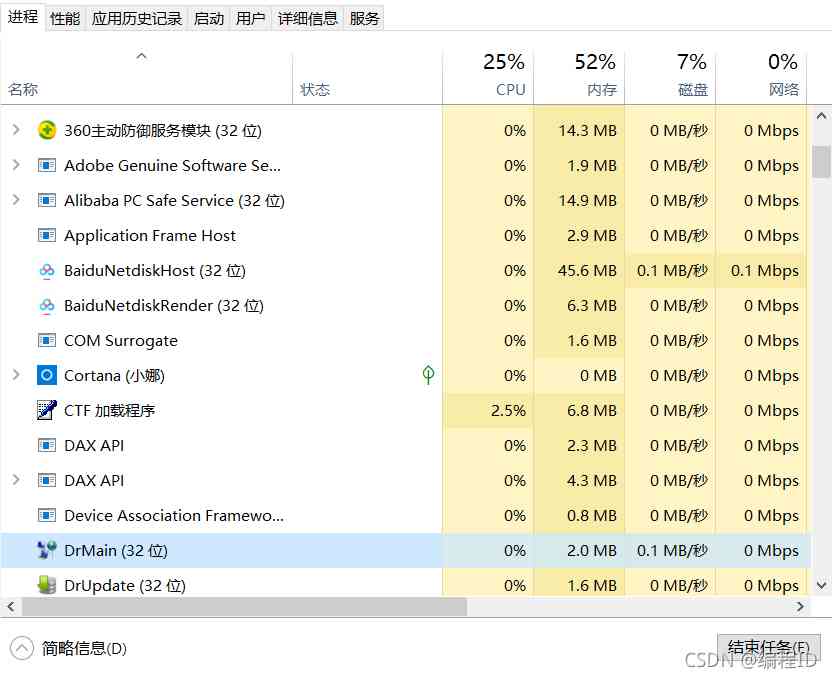 进程 性能 应用历史记录 启动 用户 详细信息 服务
25% 52% 7% 0%
名称 状态 CPU 内存 磁盘 网络
360主动防御服务模块 (32 位) 0% 14.3 MB 0 MB/秒 0 Mbps
Adobe Genuine Software Se... 0% 1.9 MB 0 MB/秒 0 Mbps
Alibaba PC Safe Service (32 位) 0% 14.9 MB 0 MB/秒 0 Mbps
Application Frame Host 0% 2.9 MB 0 MB/秒 0 Mbps
BaiduNetdiskHost (32 位) 0% 45.6 MB 0.1 MB/秒 0.1 Mbps
BaiduNetdiskRender (32 位) 0% 6.3 MB 0 MB/秒 0 Mbps
COM Surrogate 0% 1.6 MB 0 MB/秒 0 Mbps
Cortana (小娜) 0% 0 MB 0 MB/秒 0 Mbps
CTF 加载程序 2.5% 6.8 MB 0 MB/秒 0 Mbps
DAX API 0% 2.3 MB 0 MB/秒 0 Mbps
DAX API 0% 4.3 MB 0 MB/秒 0 Mbps
Device Association Framewo... 0% 0.8 MB 0 MB/秒 0 Mbps
DrMain (32 位) 0% 2.0 MB 0.1 MB/秒 0 Mbps
DrUpdate (32 位) 0% 1.6 MB 0 MB/秒 0 Mbps
简略信息(D) 结束任务(E)
CSDN @编程ID